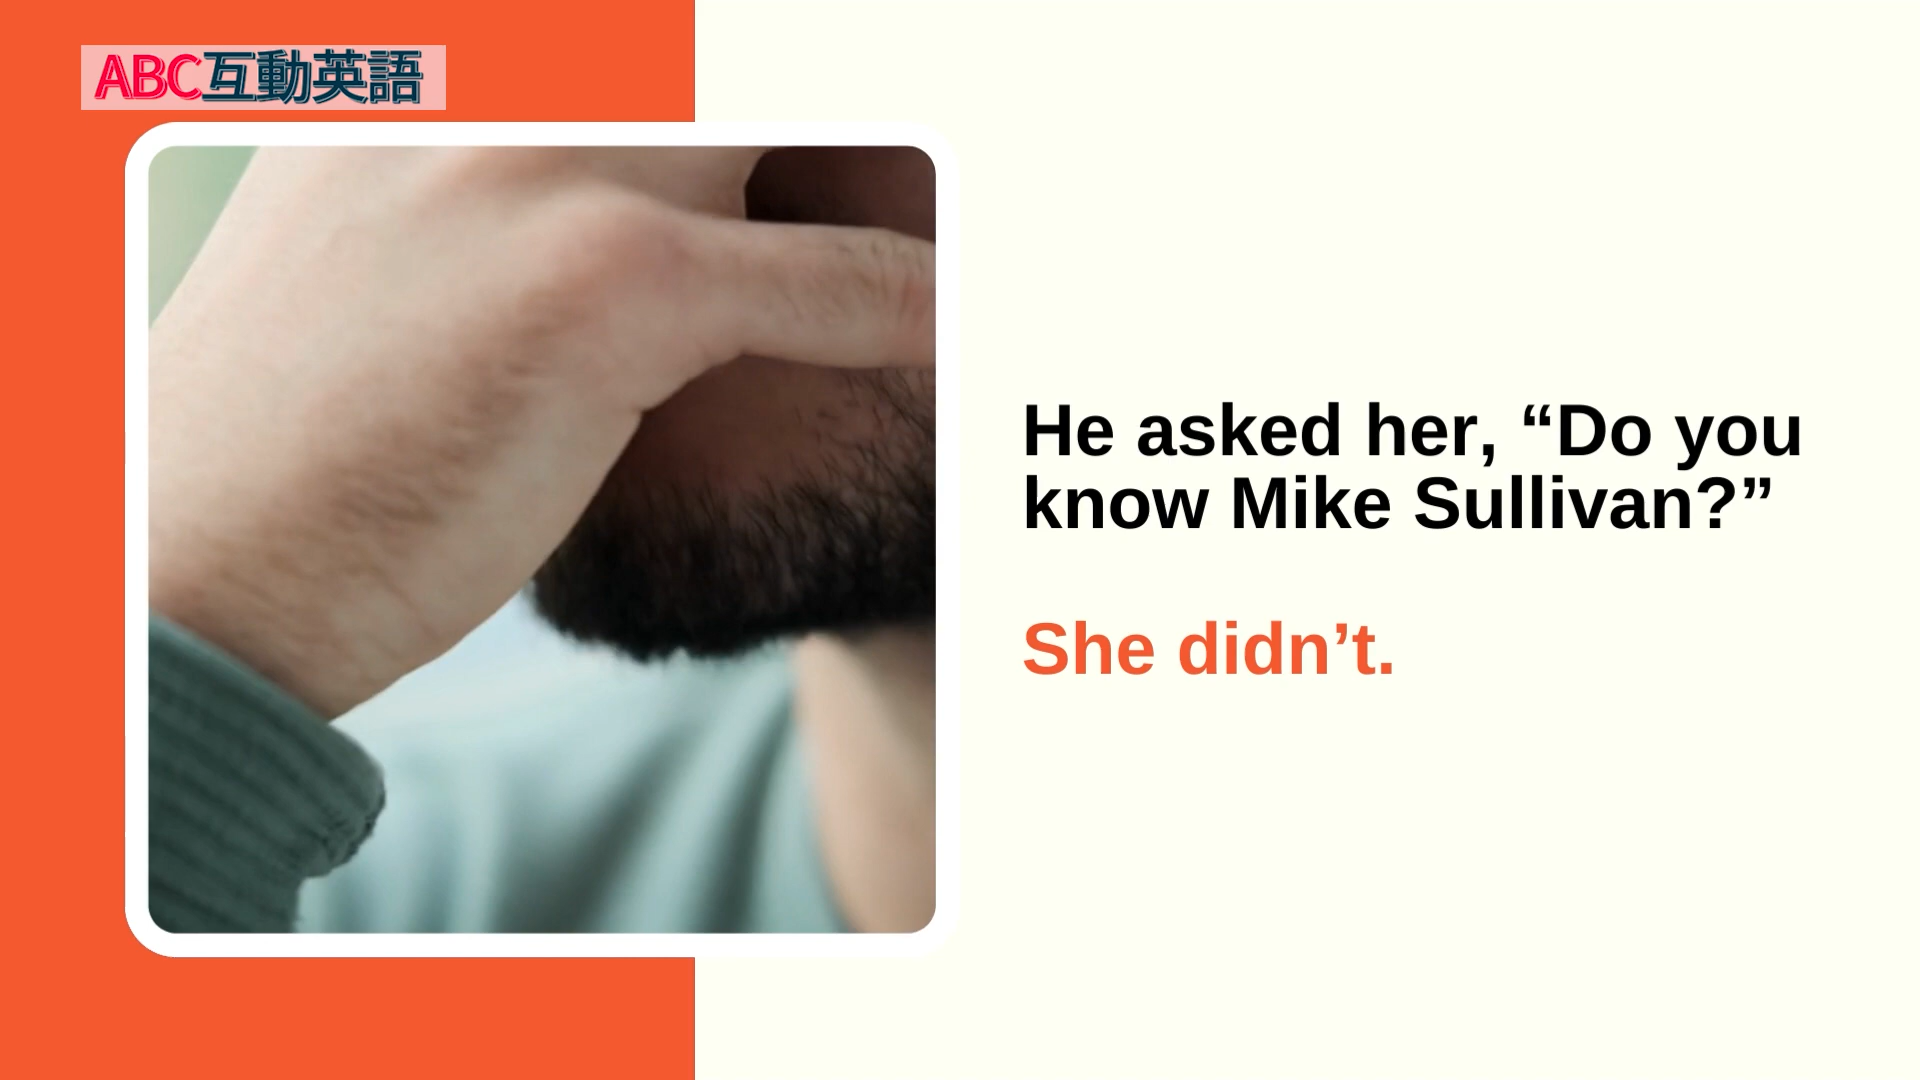 ABC互動英語
He asked her, “Do you
know Mike Sullivan?”
She didn’t.